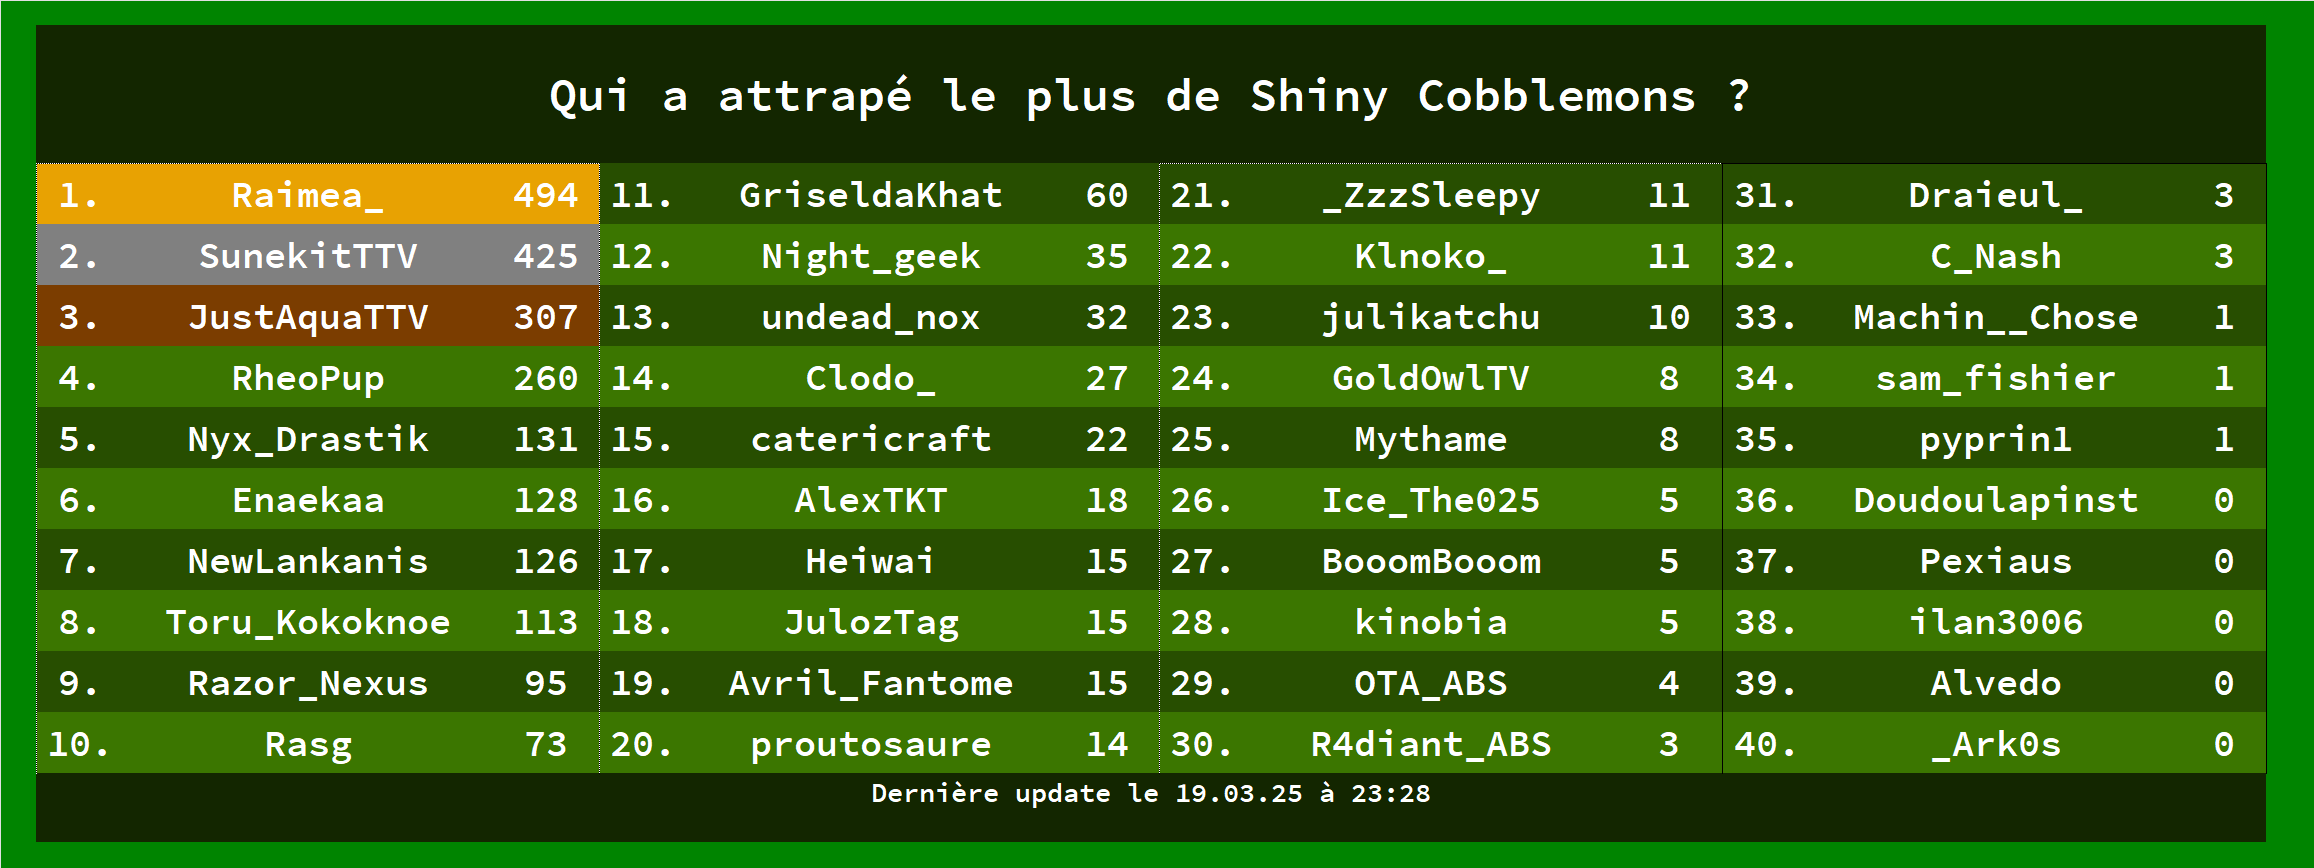 Qui a attrapé le plus de Shiny Cobblemons ?
1. Raimea_ 494 11. GriseldaKhat 60 21. _ZzzSleepy 11 31. Draieul_ 3
2. SunekitTTV 425 12. Night_geek 35 22. Klnoko_ 11 32. C_Nash 3
3. JustAquaTTV 307 13. undead_nox 32 23. julikatchu 10 33. Machin__Chose 1
4. RheoPup 260 14. Clodo_ 27 24. GoldOwlTV 8 34. sam_fishier 1
5. Nyx_Drastik 131 15. catericraft 22 25. Mythame 8 35. pyprin1 1
6. Enaekaa 128 16. AlexTKT 18 26. Ice_The025 5 36. Doudoulapinst 0
7. NewLankanis 126 17. Heiwai 15 27. BooomBooom 5 37. Pexiaus 0
8. Toru_Kokoknoe 113 18. JulozTag 15 28. kinobia 5 38. ilan3006 0
9. Razor_Nexus 95 19. Avril_Fantome 15 29. OTA_ABS 4 39. Alvedo 0
10. Rasg 73 20. proutosaure 14 30. R4diant_ABS 3 40. _Ark0s 0
Dernière update le 19.03.25 à 23:28